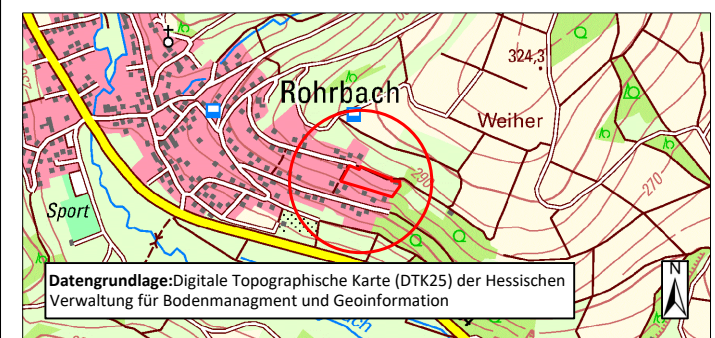 324,3
Rohrbach
Weiher
290
270
Sport
Datengrundlage:Digitale Topographische Karte (DTK25) der Hessischen
Verwaltung für Bodenmanagment und Geoinformation
N